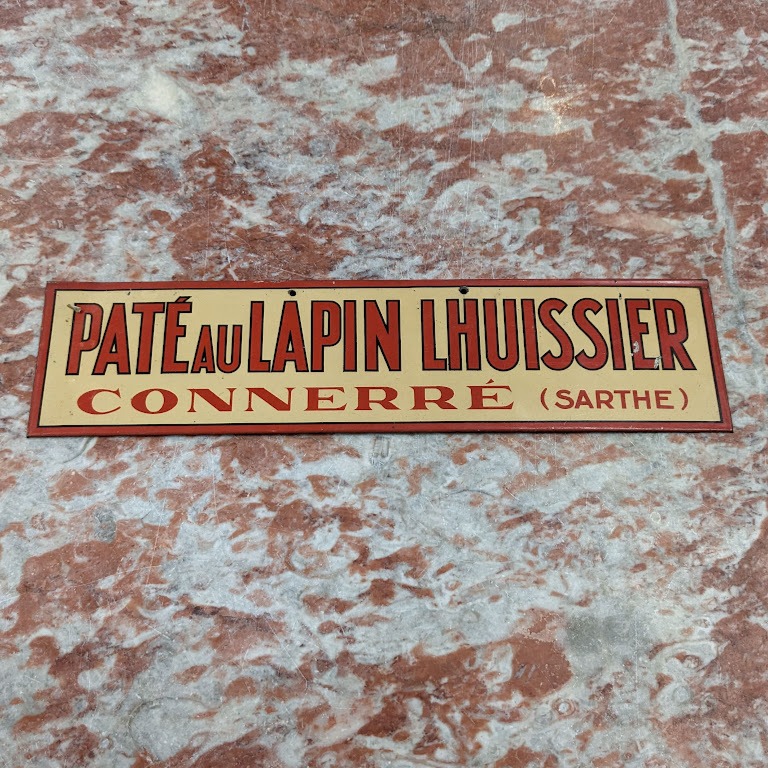 PATÉ AU LAPIN LHUISSIER
CONNERRÉ (SARTHE)